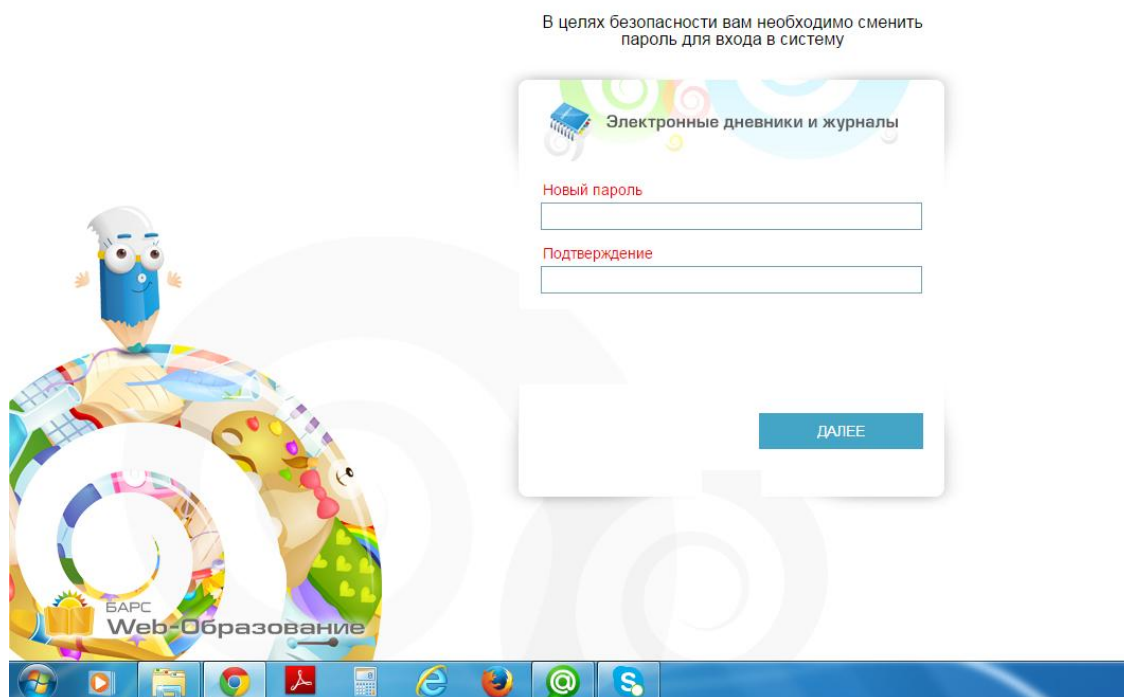 В целях безопасности вам необходимо сменить
пароль для входа в систему
Электронные дневники и журналы
Новый пароль
Подтверждение
ДАЛЕЕ
БАРС
Web-Образование